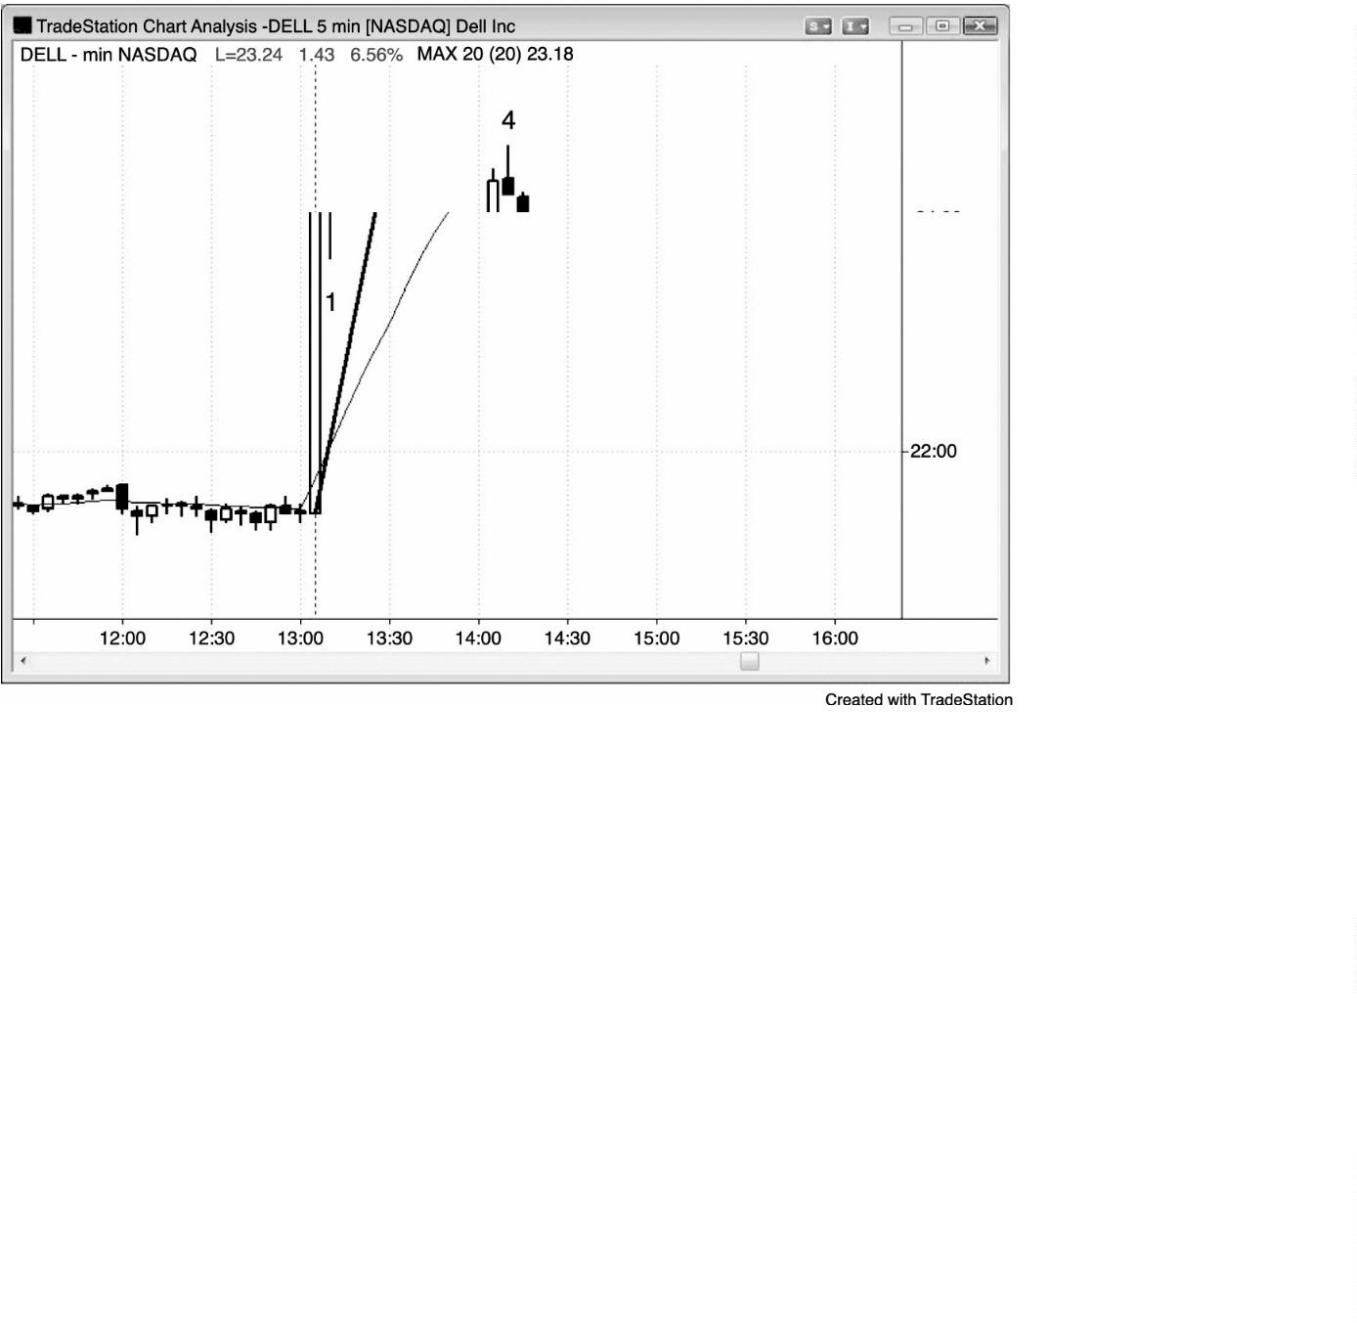 TradeStation Chart Analysis -DELL 5 min [NASDAQ] Dell Inc
S
I
X
DELL - min NASDAQ L=23.24 1.43 6.56% MAX 20 (20) 23.18
4
1
22:00
12:00 12:30 13:00 13:30 14:00 14:30 15:00 15:30 16:00
Created with TradeStation